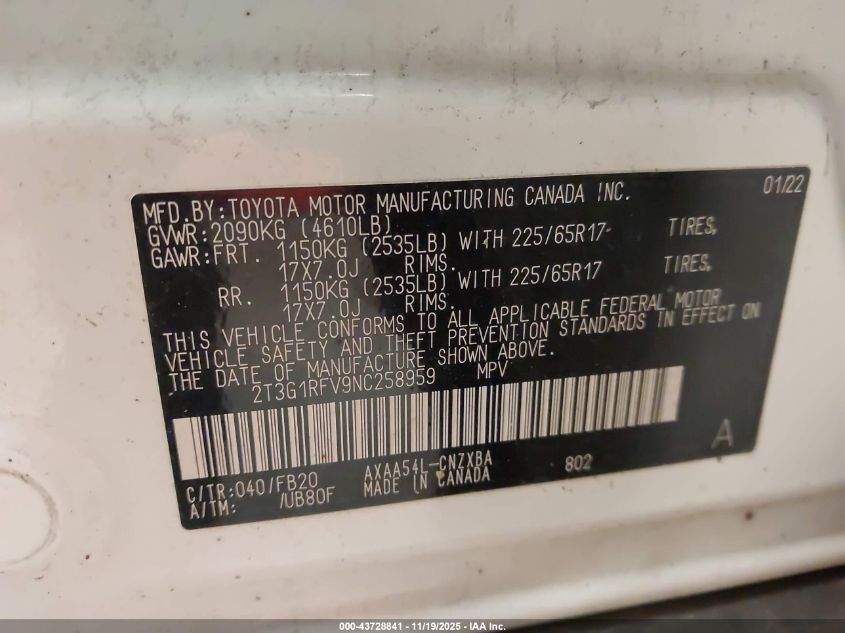 01/22
MFD.BY:TOYOTA MOTOR MANUFACTURING CANADA INC.
GVWR:2090KG (4610LB)
GAWR:FRT. 1150KG (2535LB) WITH 225/65R17 TIRES,
17X7.0J RIMS.
RR. 1150KG (2535LB) WITH 225/65R17 TIRES,
17X7.0J RIMS.
THIS VEHICLE CONFORMS TO ALL APPLICABLE FEDERAL MOTOR
VEHICLE SAFETY AND THEFT PREVENTION STANDARDS IN EFFECT ON
THE DATE OF MANUFACTURE SHOWN ABOVE.
2T3G1RFV9NC258959 MPV
A
C/TR:040/FB20 AXAA54L-CNZXBA 802
A/TM: /UB80F MADE IN CANADA
000-43728841 - 11/19/2025 - IAA Inc.